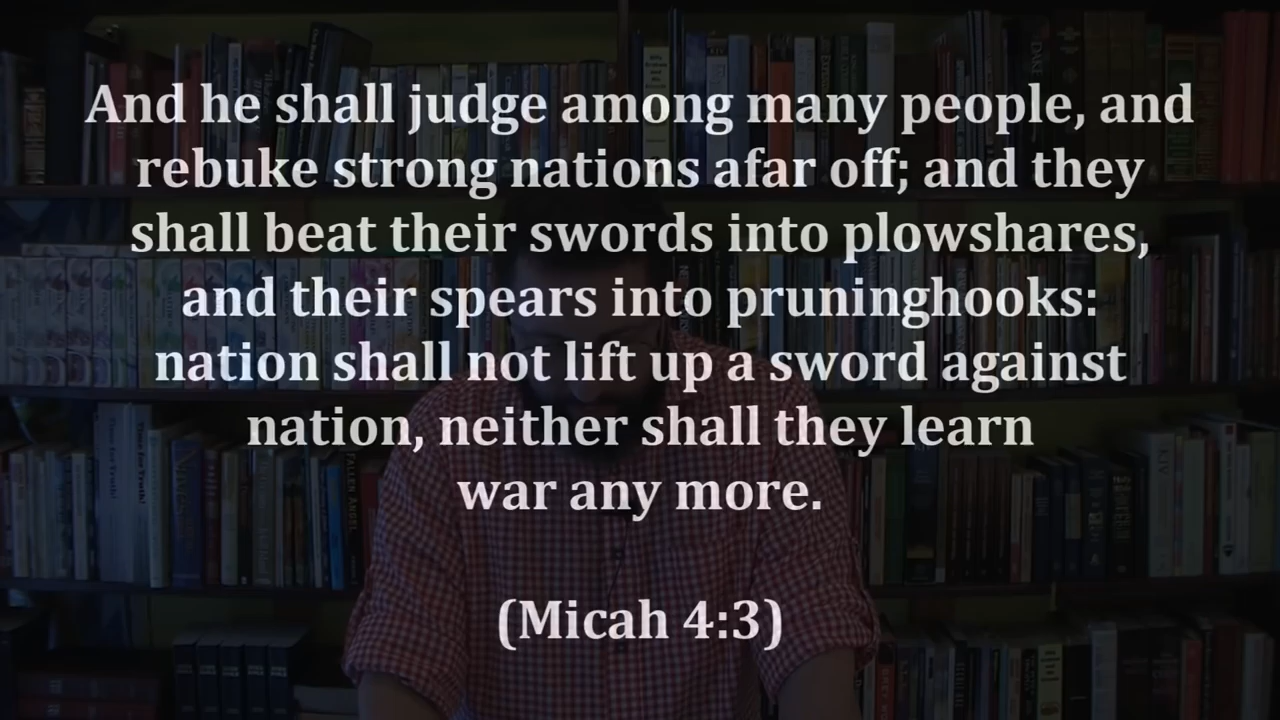 And he shall judge among many people, and
rebuke strong nations afar off; and they
shall beat their swords into plowshares,
and their spears into pruninghooks:
nation shall not lift up a sword against
nation, neither shall they learn
war any more.
(Micah 4:3)